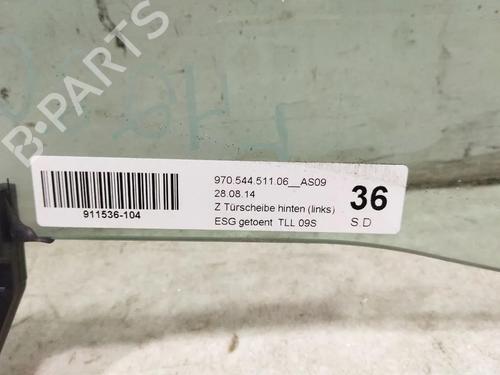 B-PARTS
970.544.511.06__AS09
28.08.14
Z Türscheibe hinten (links)
ESG getoent TLL 09S
36
S D
911536-104